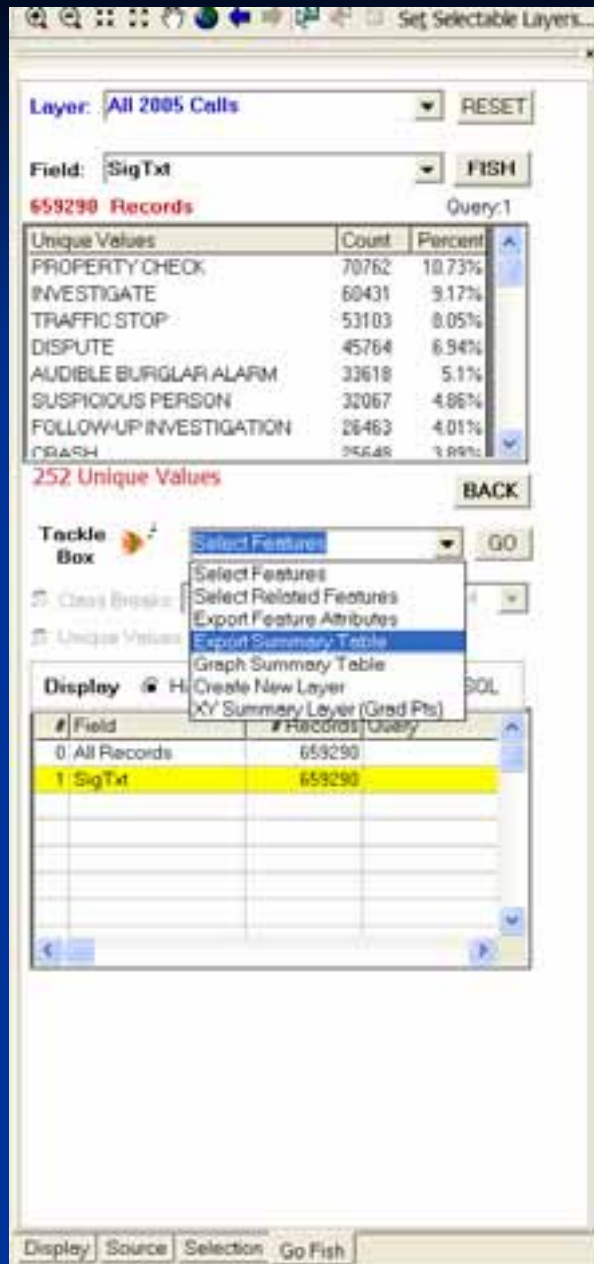 Set Selectable Layers...
Layer: All 2005 Calls RESET
Field: SigTxt FISH
659290 Records Query:1
Unique Values Count Percent
PROPERTY CHECK 70762 10.73%
INVESTIGATE 60431 9.17%
TRAFFIC STOP 53103 8.05%
DISPUTE 45764 6.94%
AUDIBLE BURGLAR ALARM 33618 5.1%
SUSPICIOUS PERSON 32067 4.86%
FOLLOW-UP INVESTIGATION 26463 4.01%
CRASH 25648 3.89%
252 Unique Values
BACK
Tackle Box Select Features GO
Select Features
Class Breaks Select Related Features
Export Feature Attributes
Unique Values Export Summary Table
Graph Summary Table
Display Create New Layer SQL
XY Summary Layer (Grad Pts)
# Field # Records Query
0 All Records 659290
1 SigTxt 659290
Display Source Selection Go Fish